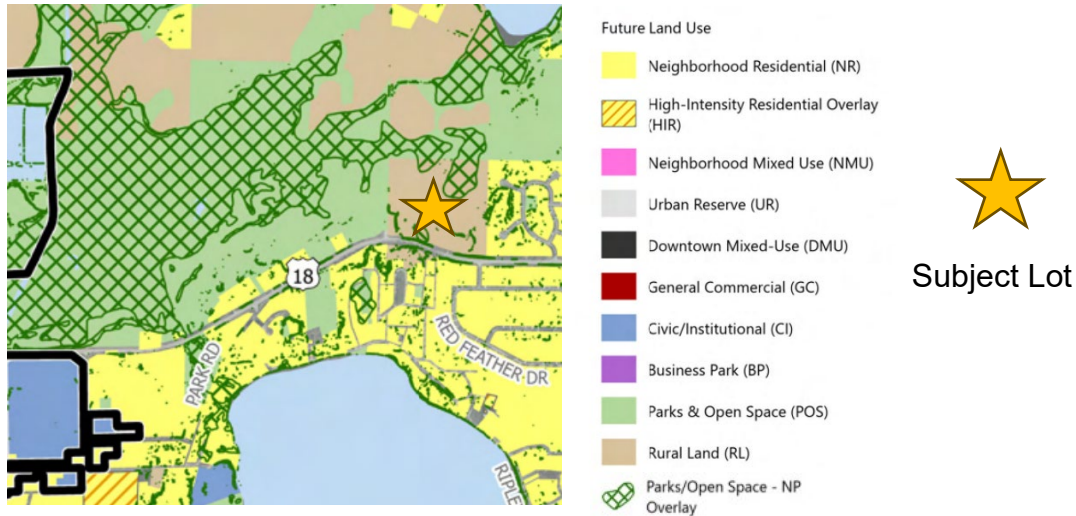 18
PARK RD
RED FEATHER DR
RIPLE
Future Land Use
Neighborhood Residential (NR)
High-Intensity Residential Overlay
(HIR)
Neighborhood Mixed Use (NMU)
Urban Reserve (UR)
Downtown Mixed-Use (DMU)
General Commercial (GC)
Civic/Institutional (CI)
Business Park (BP)
Parks & Open Space (POS)
Rural Land (RL)
Parks/Open Space - NP
Overlay
Subject Lot